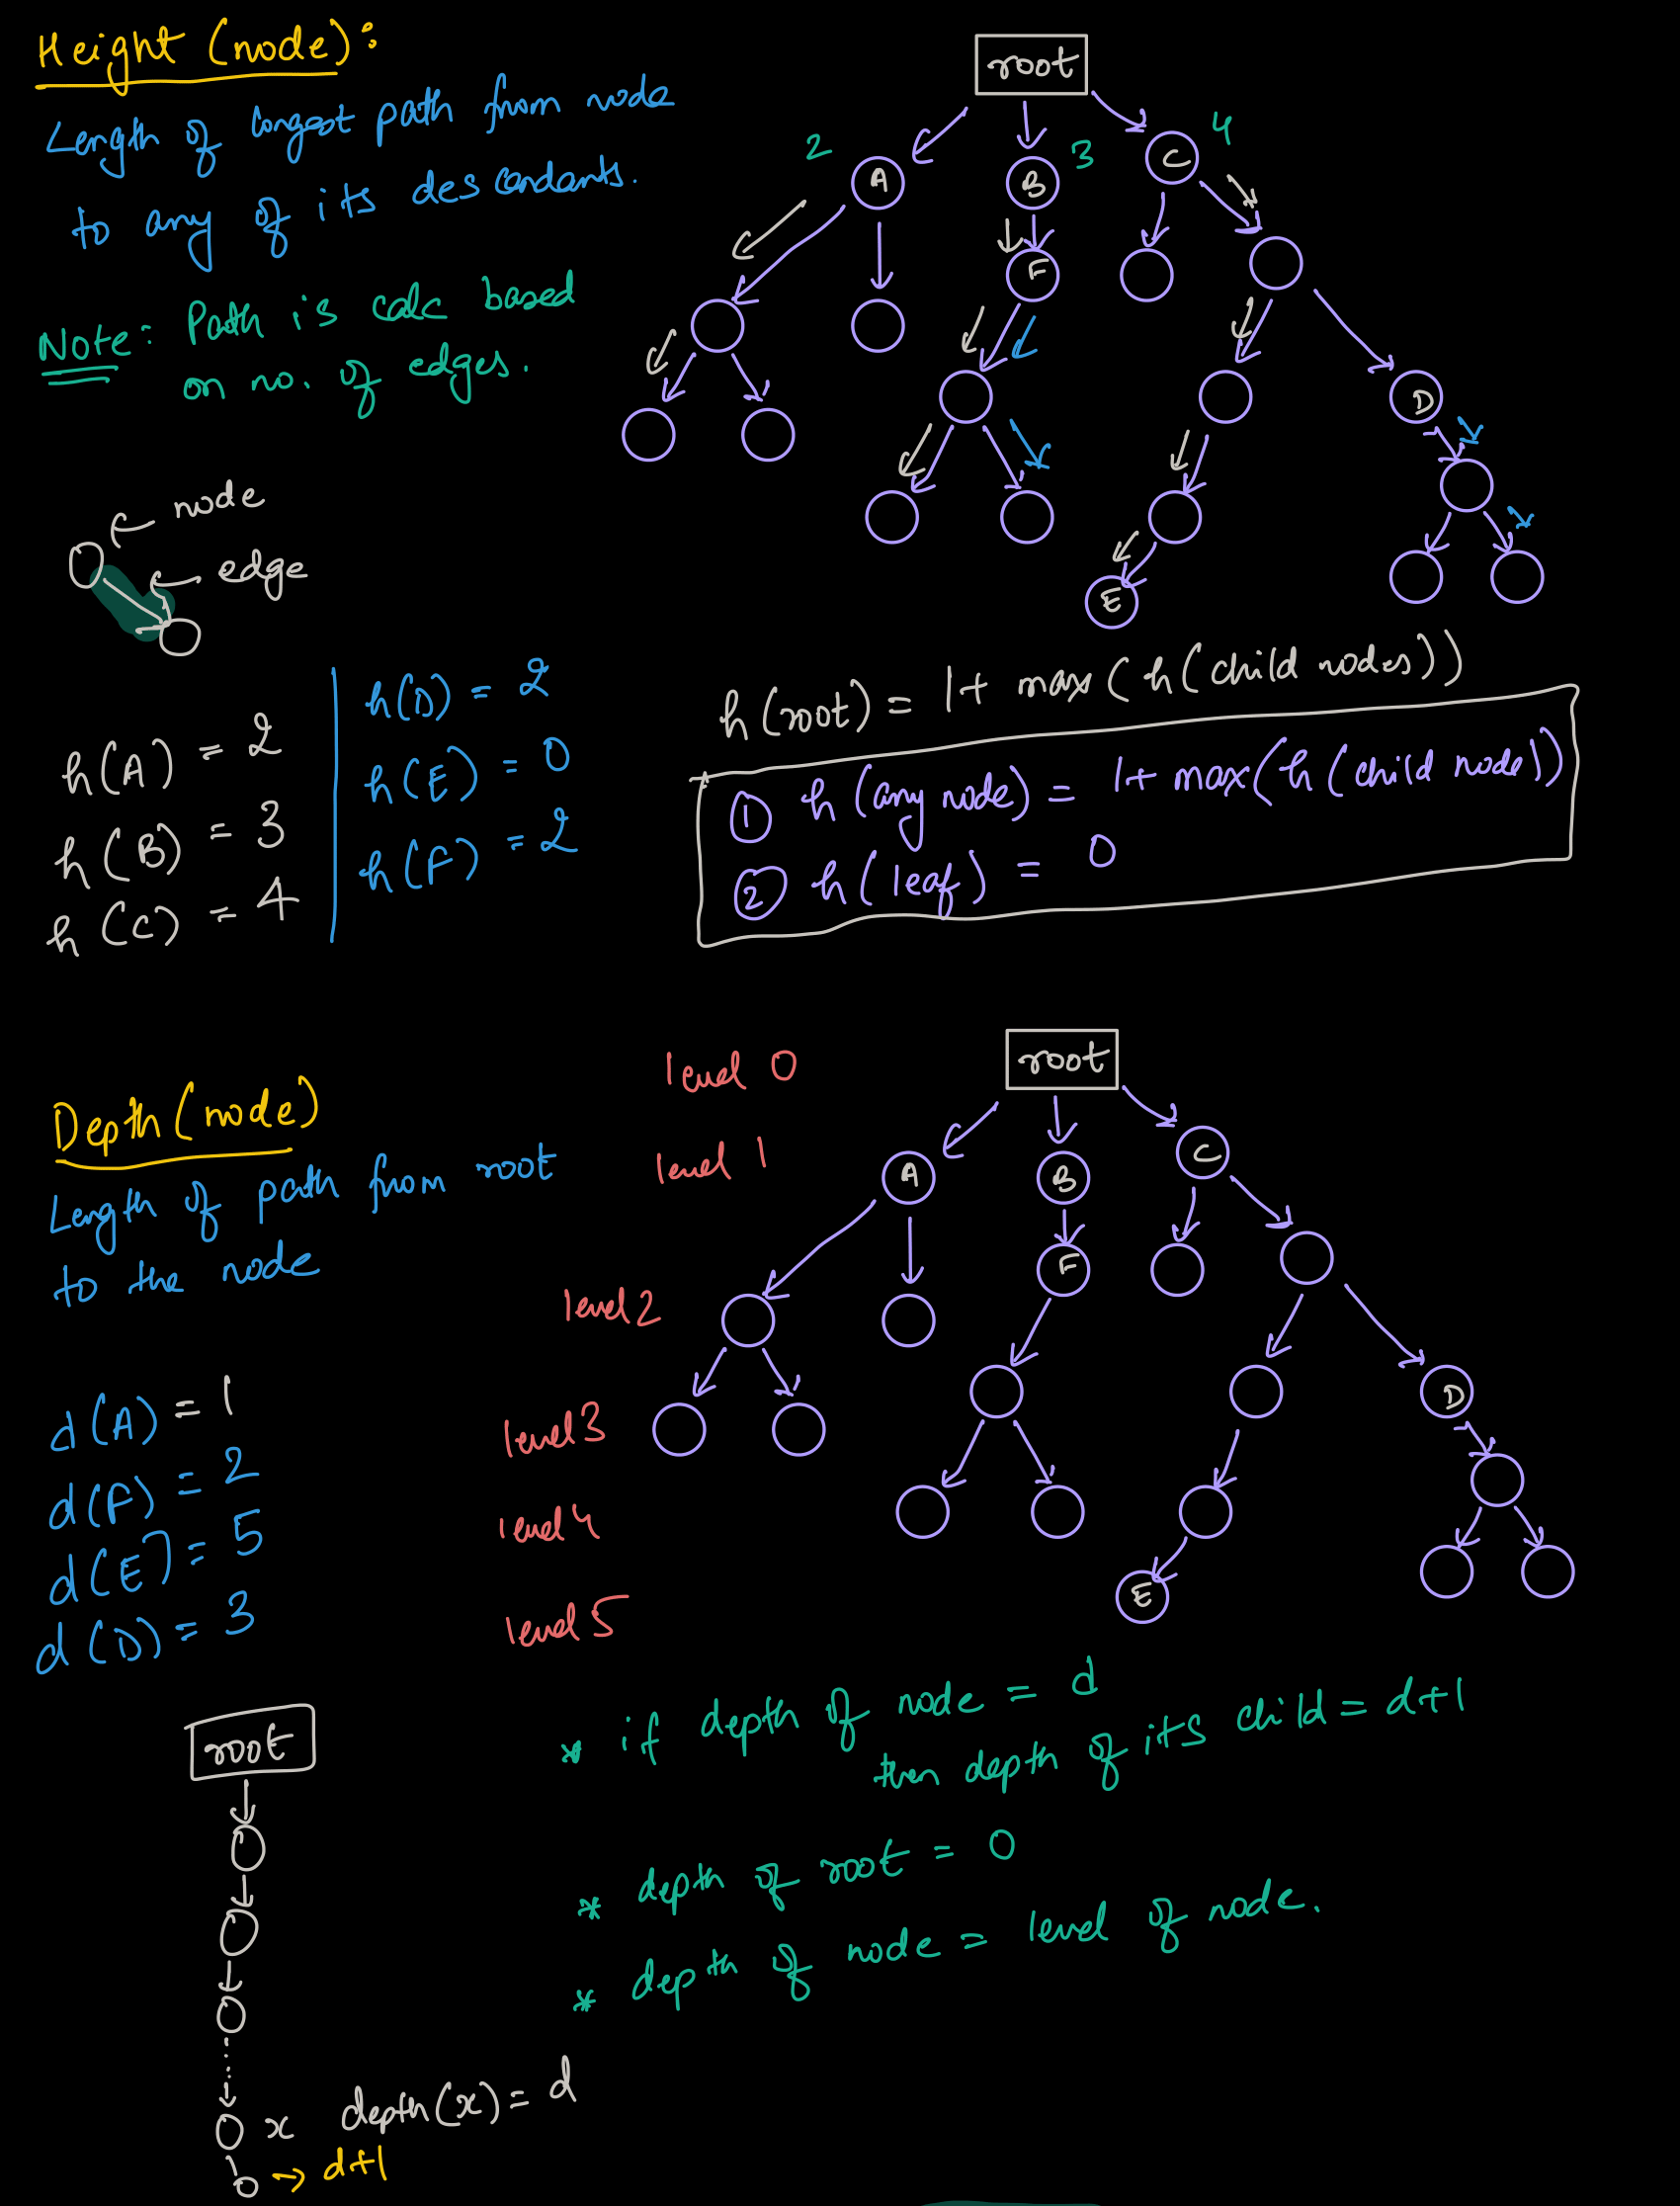 Height (node):
Length of longest path from node
to any of its descendants.
Note: Path is calc based
on no. of edges.
node
edge
root
2
A
B
3
C
4
F
D
E
h(A) = 2
h(B) = 3
h(C) = 4
h(D) = 2
h(E) = 0
h(F) = 2
h(root) = 1+ max(h(child nodes))
1 h(any node) = 1+ max(h(child node))
2 h(leaf) = 0
Depth(node)
Length of path from root
to the node
d(A) = 1
d(F) = 2
d(E) = 5
d(D) = 3
level 0
level 1
level 2
level 3
level 4
level 5
root
A
B
C
F
D
E
root
x depth(x) = d
→ d+1
* if depth of node = d
then depth of its child = d+1
* depth of root = 0
* depth of node = level of node.